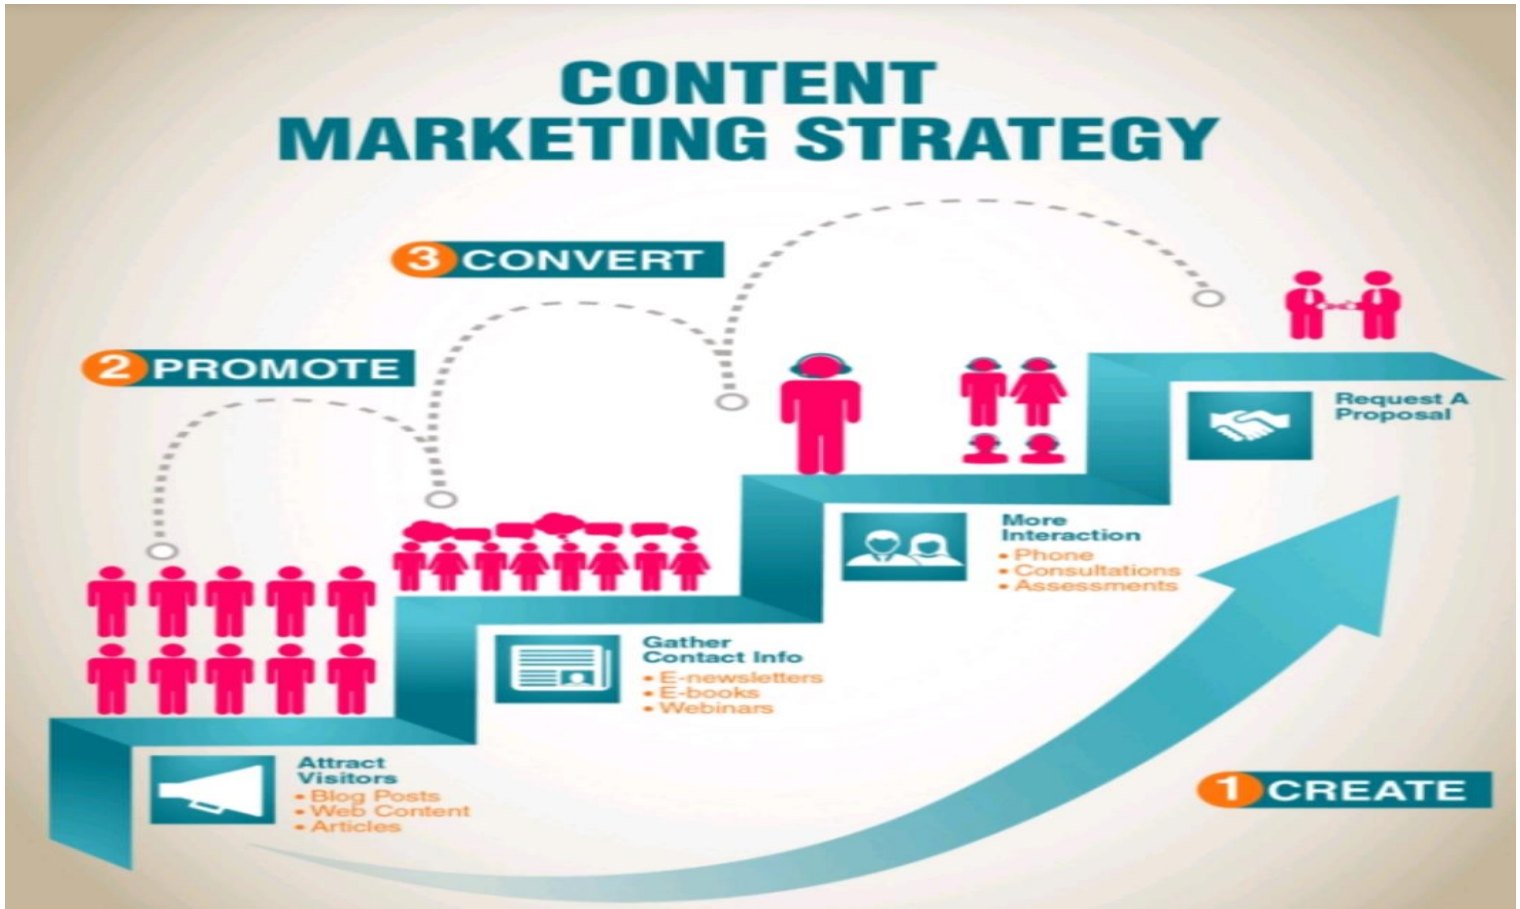 CONTENT
MARKETING STRATEGY
3 CONVERT
2 PROMOTE
Request A
Proposal
More
Interaction
• Phone
• Consultations
• Assessments
Gather
Contact Info
• E-newsletters
• E-books
• Webinars
Attract
Visitors
• Blog Posts
• Web Content
• Articles
1 CREATE